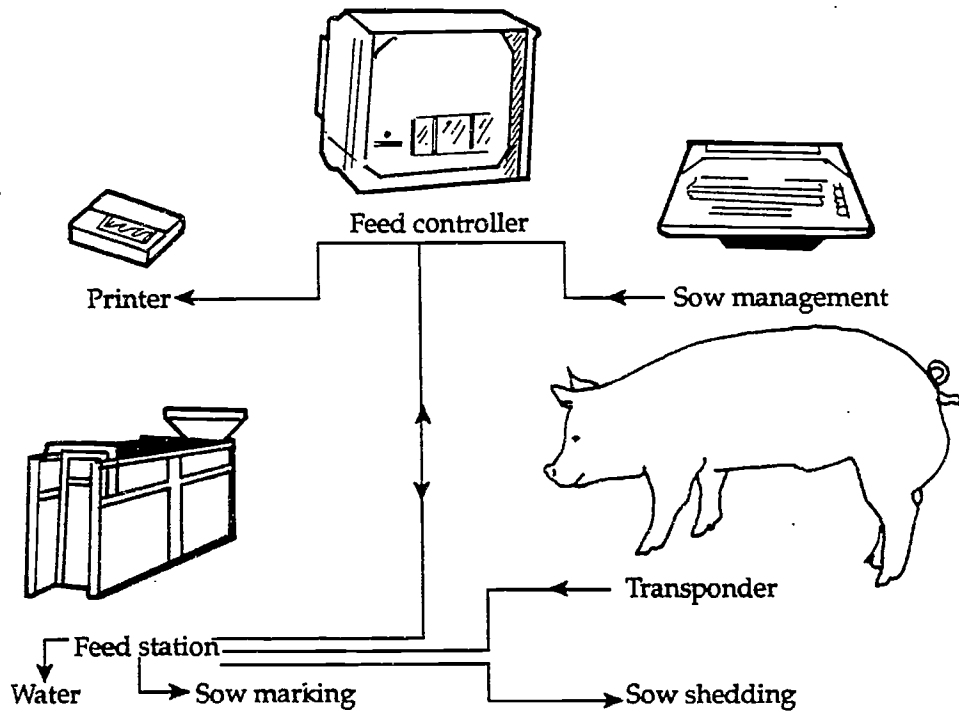 Feed controller
Printer
Sow management
Transponder
Feed station
Water
Sow marking
Sow shedding